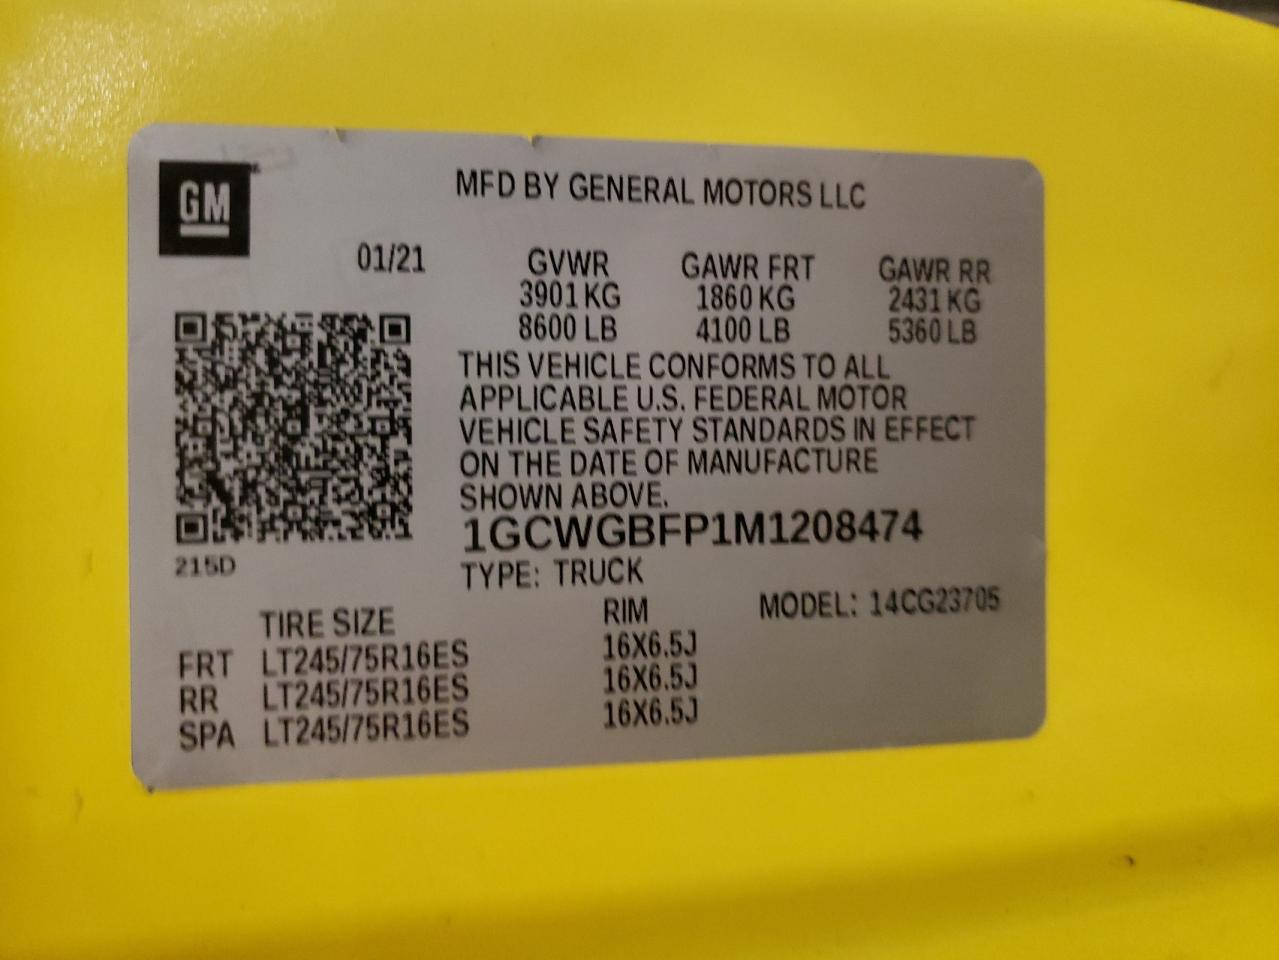 GM
MFD BY GENERAL MOTORS LLC
01/21 GVWR GAWR FRT GAWR RR
3901 KG 1860 KG 2431 KG
8600 LB 4100 LB 5360 LB
THIS VEHICLE CONFORMS TO ALL
APPLICABLE U.S. FEDERAL MOTOR
VEHICLE SAFETY STANDARDS IN EFFECT
ON THE DATE OF MANUFACTURE
SHOWN ABOVE.
1GCWGBFP1M1208474
215D
TYPE: TRUCK
TIRE SIZE RIM MODEL: 14CG23705
FRT LT245/75R16ES 16X6.5J
RR LT245/75R16ES 16X6.5J
SPA LT245/75R16ES 16X6.5J